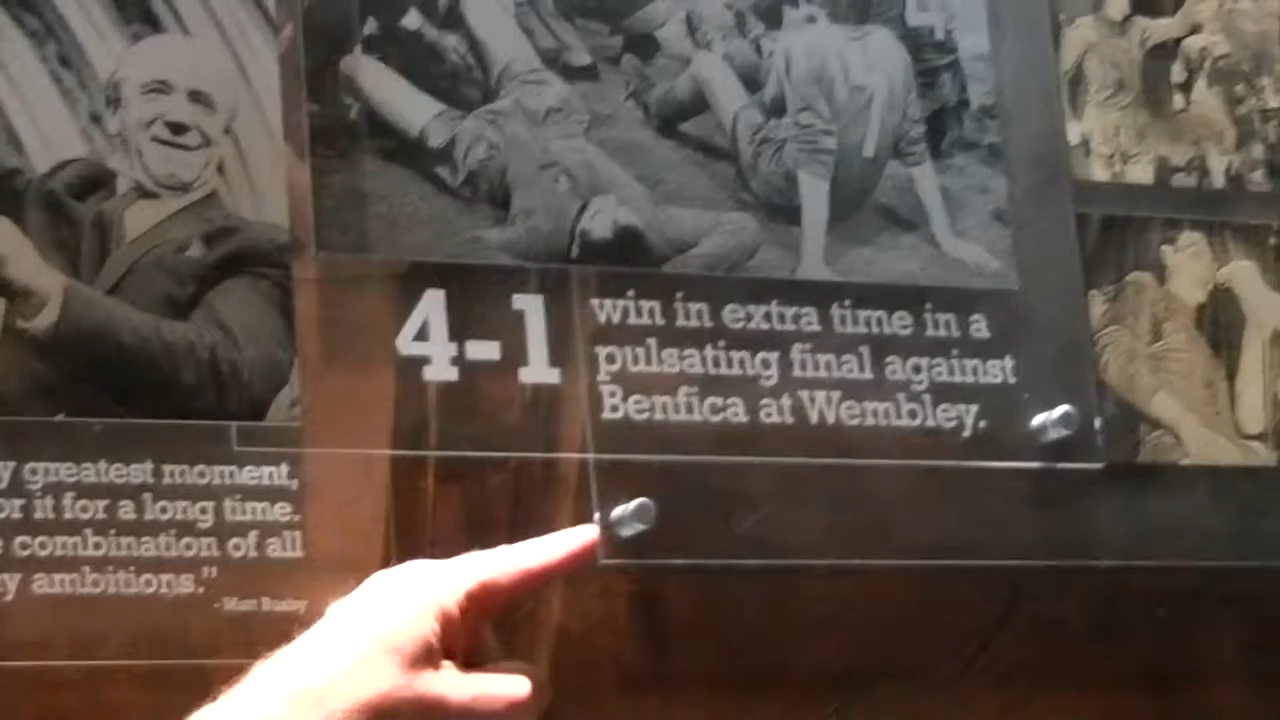 4-1
win in extra time in a
pulsating final against
Benfica at Wembley.
greatest moment,
it for a long time.
combination of all
ambitions."
- Matt Busby